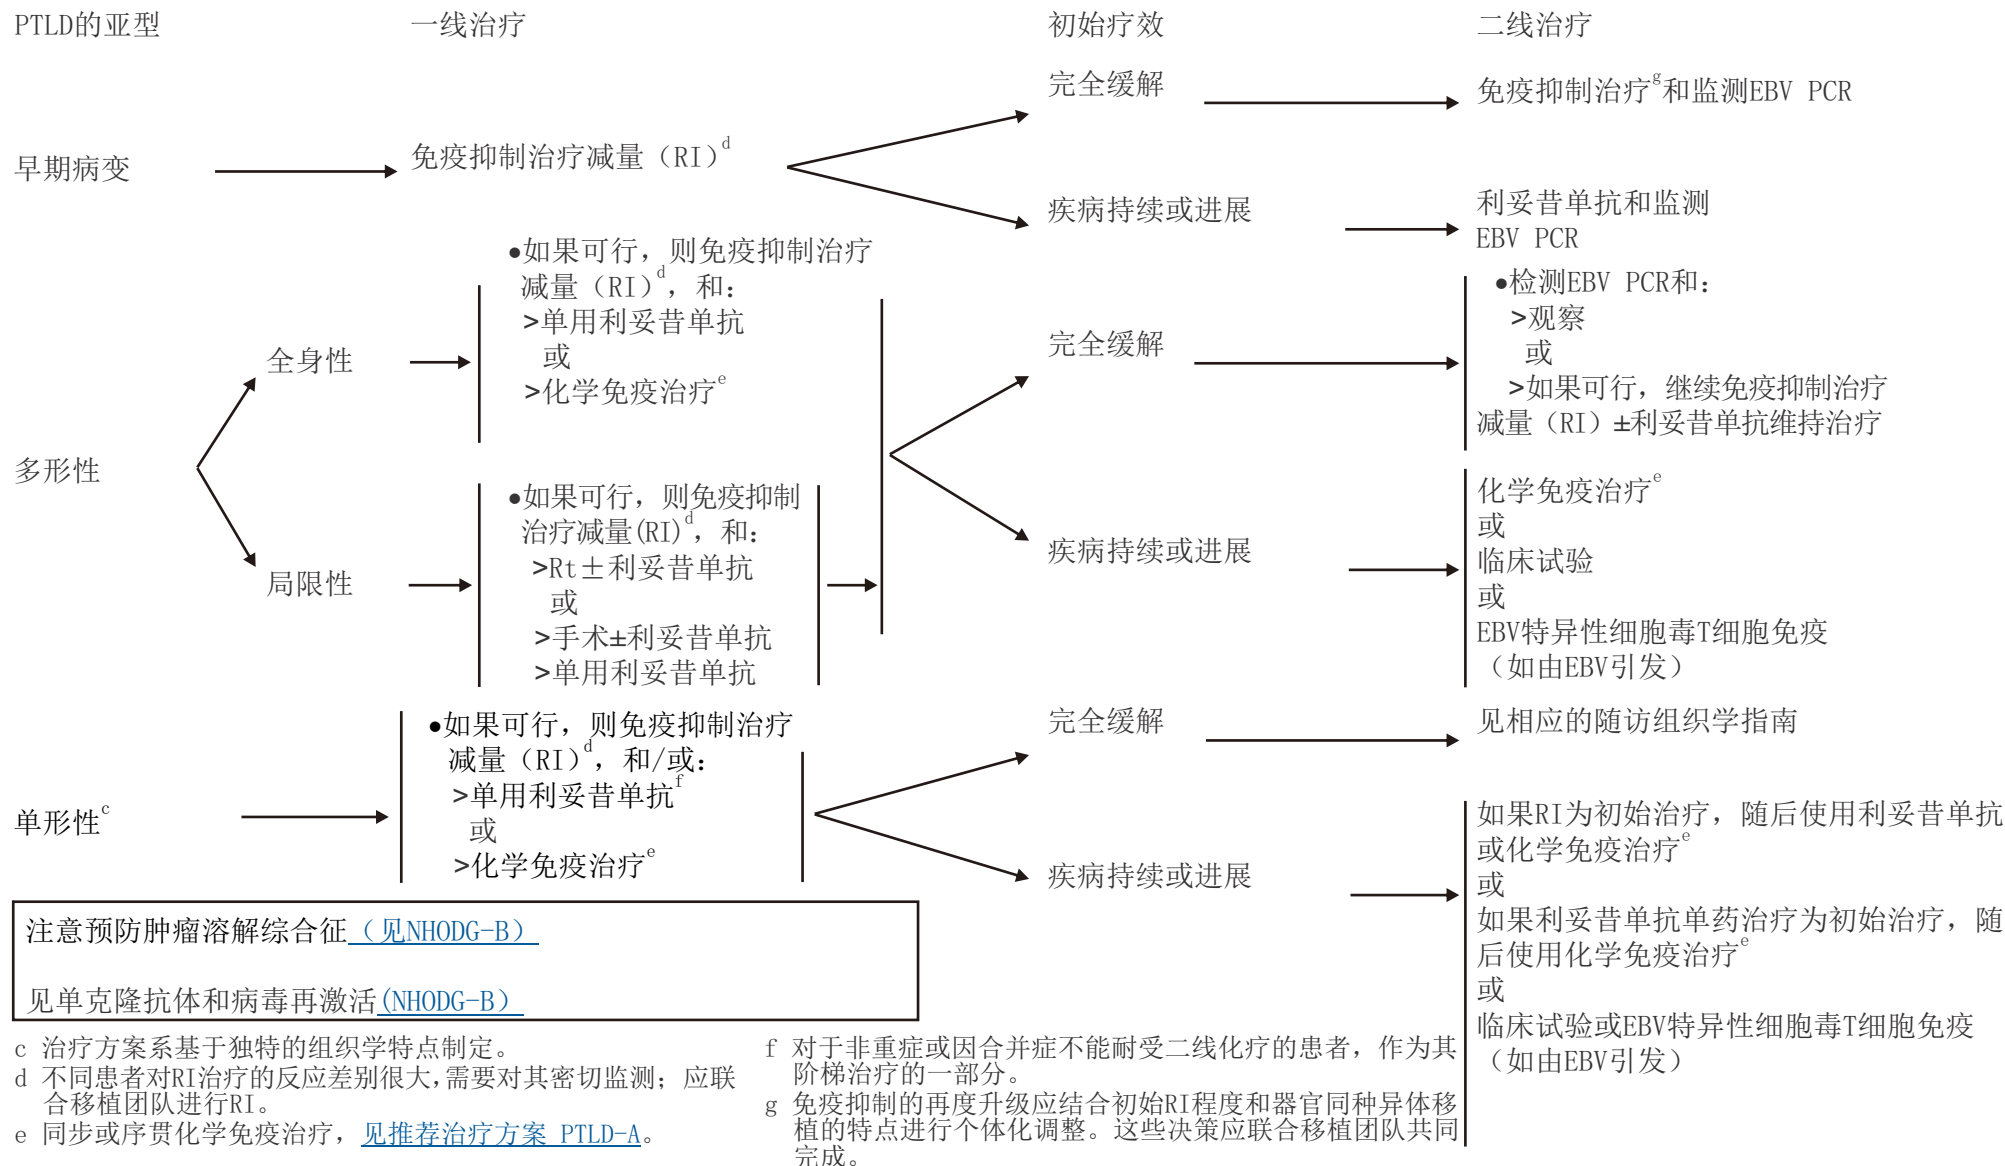 PTLD的亚型
一线治疗
初始疗效
二线治疗
早期病变
免疫抑制治疗减量（RI）d
完全缓解
免疫抑制治疗g和监测EBV PCR
疾病持续或进展
利妥昔单抗和监测
EBV PCR
多形性
全身性
•如果可行，则免疫抑制治疗
减量（RI）d，和：
>单用利妥昔单抗
或
>化学免疫治疗e
局限性
•如果可行，则免疫抑制
治疗减量(RI)d，和：
>Rt±利妥昔单抗
或
>手术±利妥昔单抗
>单用利妥昔单抗
完全缓解
•检测EBV PCR和：
>观察
或
>如果可行，继续免疫抑制治疗
减量（RI）±利妥昔单抗维持治疗
疾病持续或进展
化学免疫治疗e
或
临床试验
或
EBV特异性细胞毒T细胞免疫
（如由EBV引发）
单形性c
•如果可行，则免疫抑制治疗
减量（RI）d，和/或：
>单用利妥昔单抗f
或
>化学免疫治疗e
完全缓解
见相应的随访组织学指南
疾病持续或进展
如果RI为初始治疗，随后使用利妥昔单抗
或化学免疫治疗e
或
如果利妥昔单抗单药治疗为初始治疗，随
后使用化学免疫治疗e
或
临床试验或EBV特异性细胞毒T细胞免疫
（如由EBV引发）
注意预防肿瘤溶解综合征（见NHODG-B）
见单克隆抗体和病毒再激活(NHODG-B）
c 治疗方案系基于独特的组织学特点制定。
d 不同患者对RI治疗的反应差别很大,需要对其密切监测；应联
合移植团队进行RI。
e 同步或序贯化学免疫治疗，见推荐治疗方案 PTLD-A。
f 对于非重症或因合并症不能耐受二线化疗的患者，作为其
阶梯治疗的一部分。
g 免疫抑制的再度升级应结合初始RI程度和器官同种异体移
植的特点进行个体化调整。这些决策应联合移植团队共同
完成。